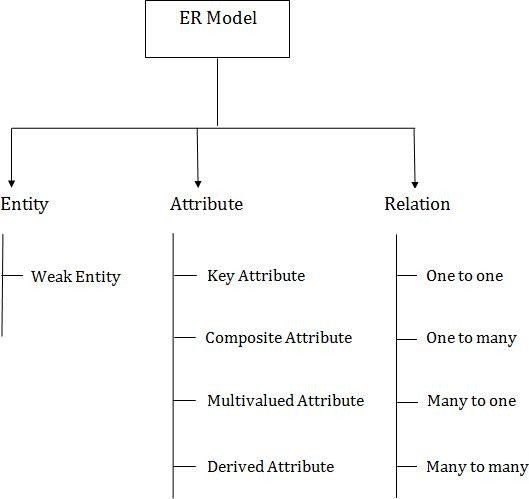 ER Model
Entity
Attribute
Relation
Weak Entity
Key Attribute
One to one
Composite Attribute
One to many
Multivalued Attribute
Many to one
Derived Attribute
Many to many